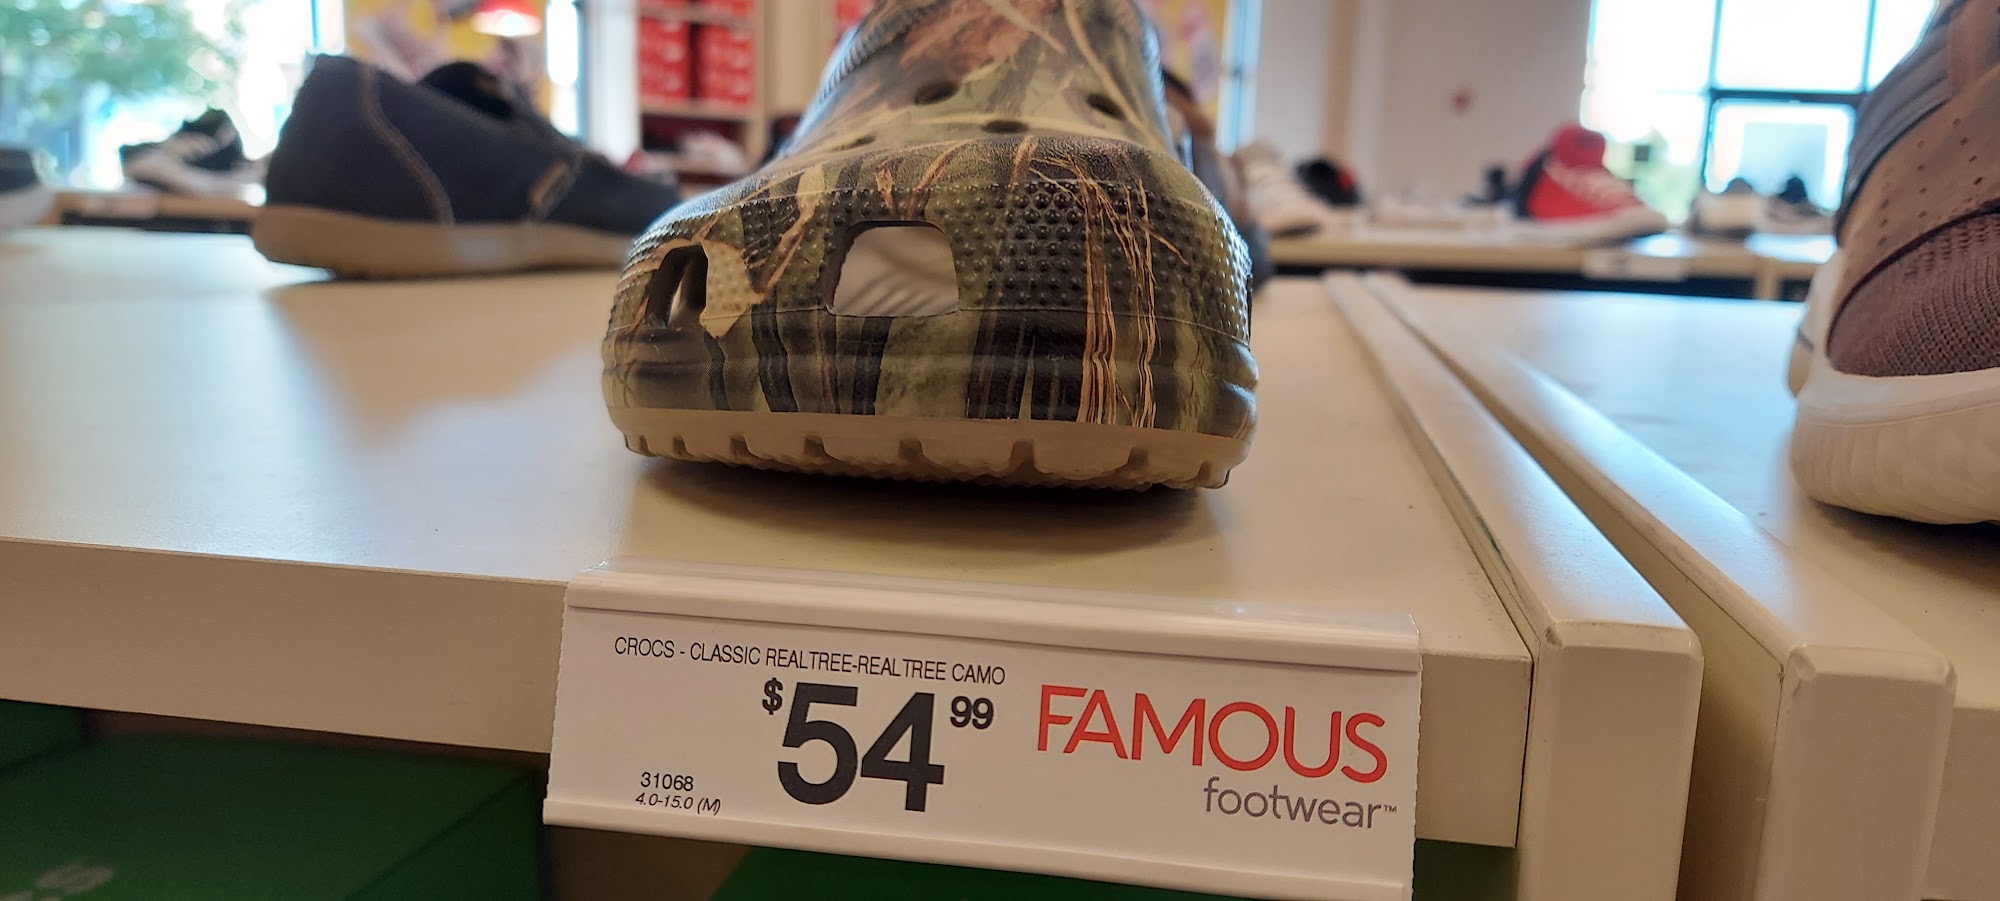 CROCS - CLASSIC REALTREE-REALTREE CAMO
$54 99
31068
4.0-15.0 (M)
FAMOUS
footwear™